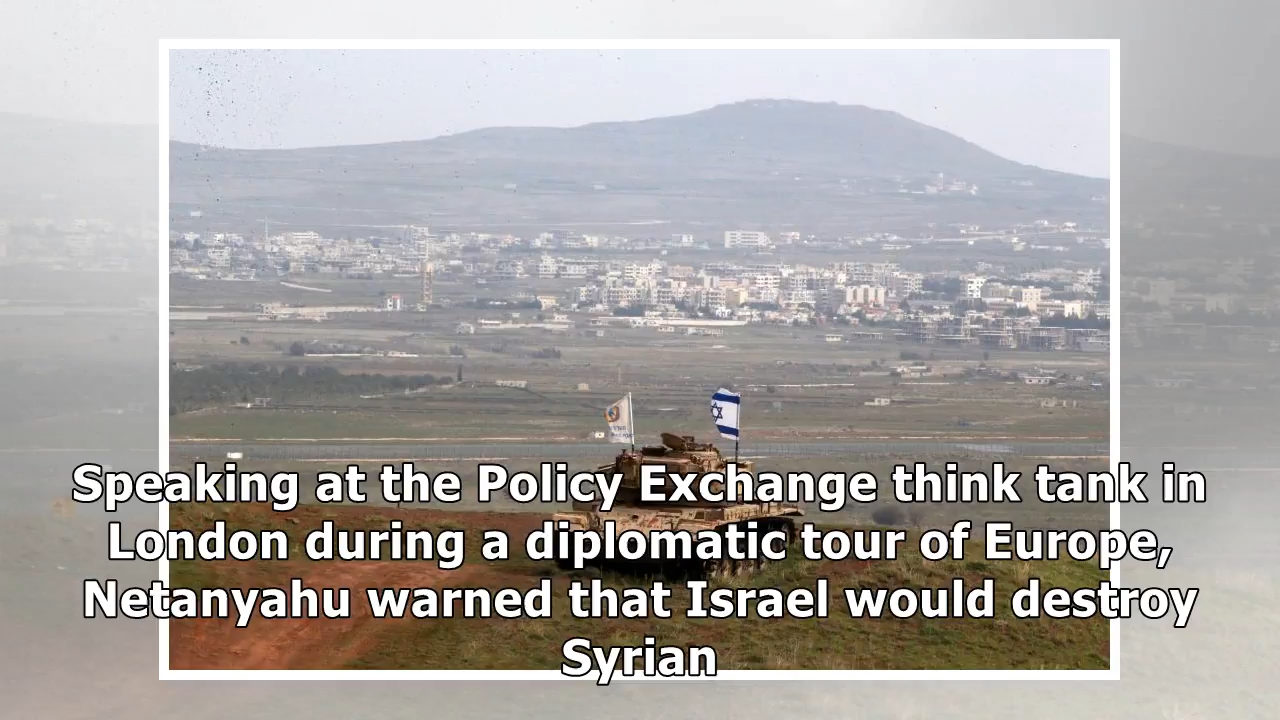 Speaking at the Policy Exchange think tank in
London during a diplomatic tour of Europe,
Netanyahu warned that Israel would destroy
Syrian